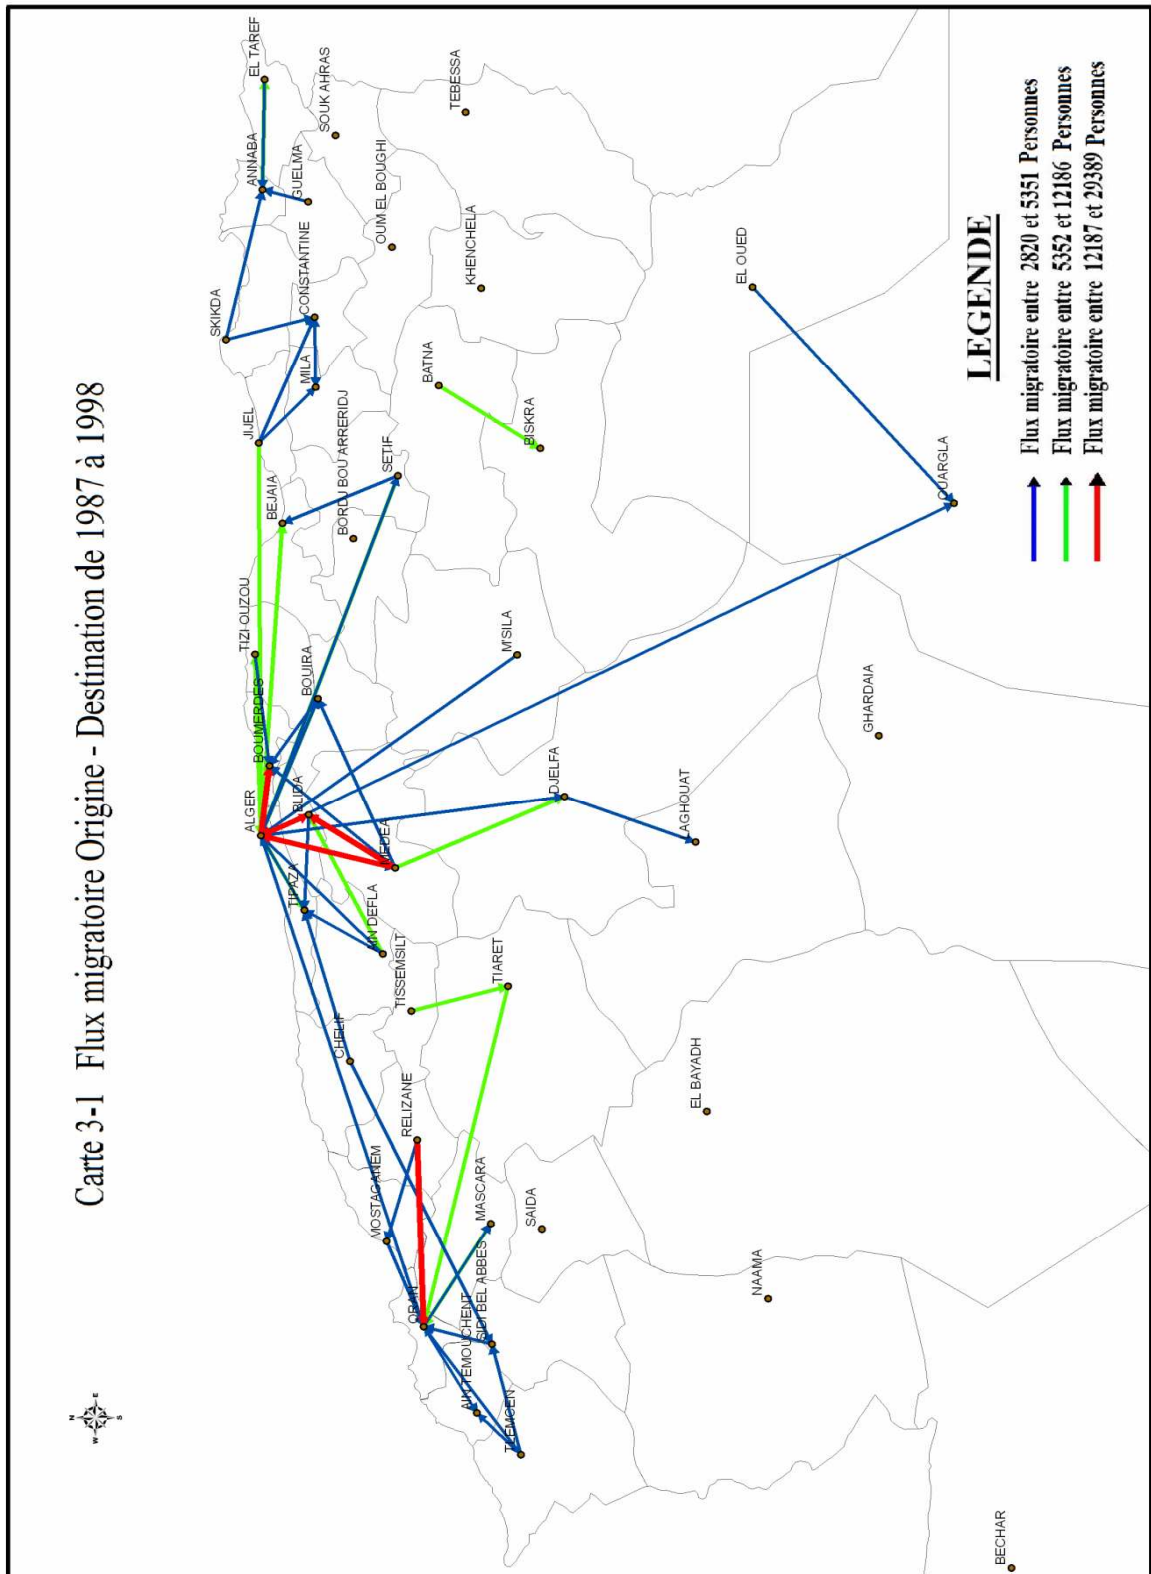 Carte 3-1 Flux migratoire Origine - Destination de 1987 à 1998
N
W
E
S
EL TAREF
ANNABA
SOUK AHRAS
GUELMA
SKIKDA
CONSTANTINE
OUM EL BOUGHI
TEBESSA
KHENCHELA
MILA
JIJEL
BATNA
BISKRA
SETIF
BEJAIA
BORDJ BOU ARRERIDJ
TIZI OUZOU
BOUIRA
BOUMERDES
M'SILA
ALGER
BLIDA
MEDEA
TIPAZA
AIN DEFLA
DJELFA
LAGHOUAT
GHARDAIA
OUARGLA
EL OUED
TISSEMSILT
TIARET
CHELIF
RELIZANE
MOSTAGANEM
MASCARA
ORAN
SIDI BEL ABBES
AIN TEMOUCHENT
TLEMCEN
SAIDA
EL BAYADH
NAAMA
BECHAR
LEGENDE
Flux migratoire entre 2820 et 5351 Personnes
Flux migratoire entre 5352 et 12186 Personnes
Flux migratoire entre 12187 et 29389 Personnes